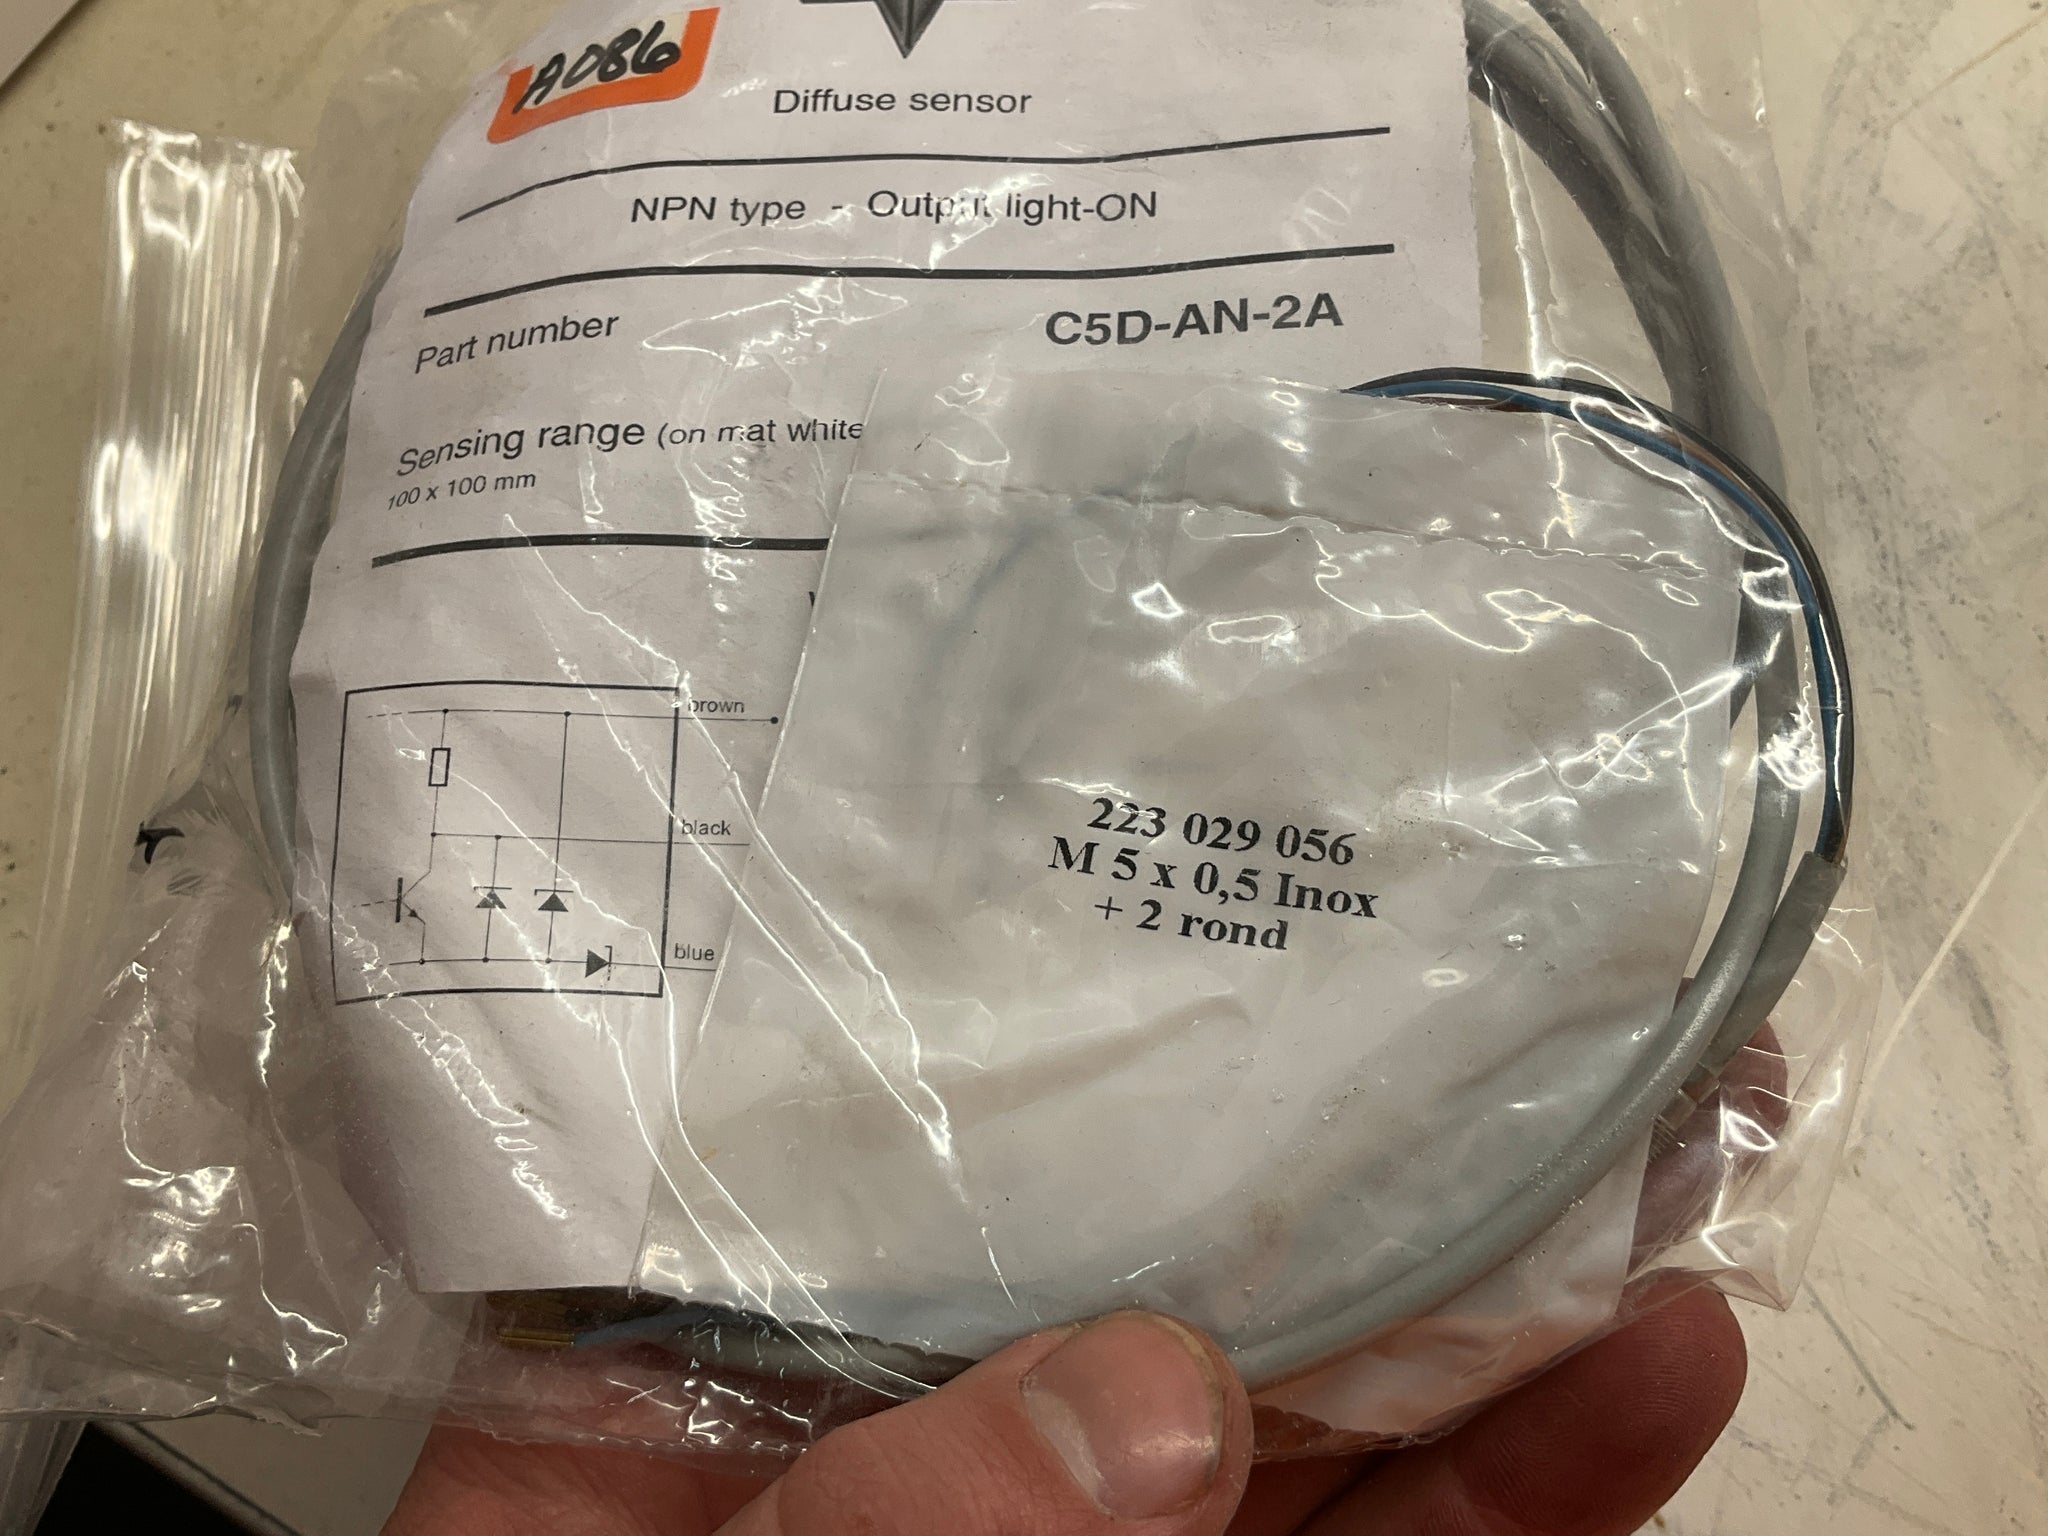 A086
Diffuse sensor
NPN type - Output light-ON
Part number C5D-AN-2A
Sensing range (on mat white
100 x 100 mm
brown
black
blue
223 029 056
M 5 x 0,5 Inox
+ 2 rond